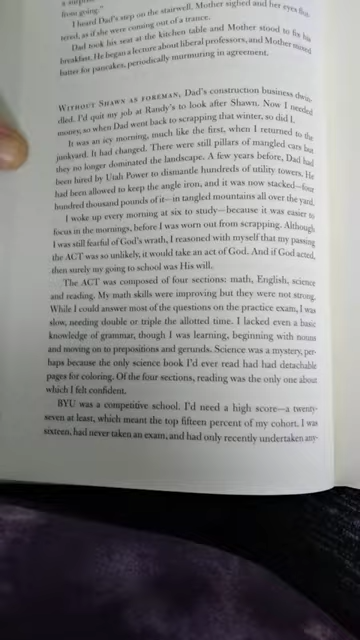 a surpri
from going."
I heard Dad's step on the stairwell. Mother sighed and her eyes flut-
tered, as if she were coming out of a trance.
Dad took his seat at the kitchen table and Mother stood to fix his
breakfast. He began a lecture about liberal professors, and Mother mixed
batter for pancakes, periodically murmuring in agreement.
WITHOUT SHAWN AS FOREMAN, Dad's construction business dwin-
dled. I'd quit my job at Randy's to look after Shawn. Now I needed
money, so when Dad went back to scrapping that winter, so did I.
It was an icy morning, much like the first, when I returned to the
junkyard. It had changed. There were still pillars of mangled cars but
they no longer dominated the landscape. A few years before, Dad had
been hired by Utah Power to dismantle hundreds of utility towers. He
had been allowed to keep the angle iron, and it was now stacked—four
hundred thousand pounds of it—in tangled mountains all over the yard.
I woke up every morning at six to study—because it was easier to
focus in the mornings, before I was worn out from scrapping. Although
I was still fearful of God's wrath, I reasoned with myself that my passing
the ACT was so unlikely, it would take an act of God. And if God acted,
then surely my going to school was His will.
The ACT was composed of four sections: math, English, science
and reading. My math skills were improving but they were not strong.
While I could answer most of the questions on the practice exam, I was
slow, needing double or triple the allotted time. I lacked even a basic
knowledge of grammar, though I was learning, beginning with nouns
and moving on to prepositions and gerunds. Science was a mystery, per-
haps because the only science book I'd ever read had had detachable
pages for coloring. Of the four sections, reading was the only one about
which I felt confident.
BYU was a competitive school. I'd need a high score—a twenty-
seven at least, which meant the top fifteen percent of my cohort. I was
sixteen, had never taken an exam, and had only recently undertaken any-